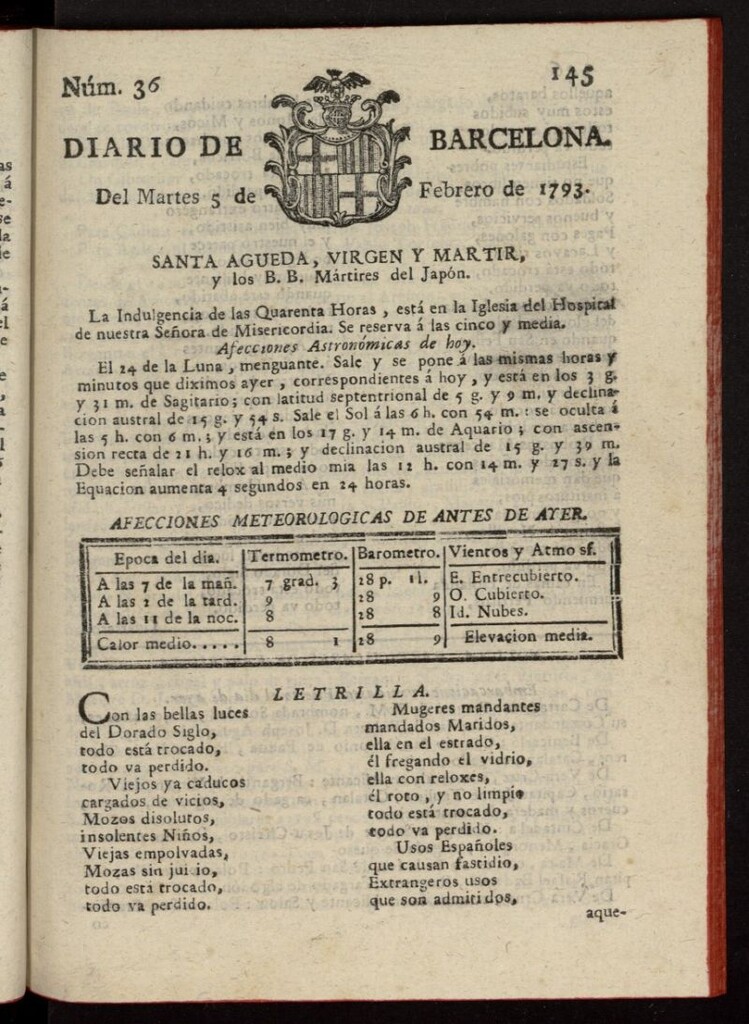 Núm. 36
145
DIARIO DE BARCELONA.
Del Martes 5 de Febrero de 1793.
SANTA AGUEDA, VIRGEN Y MARTIR,
y los B. B. Mártires del Japón.
La Indulgencia de las Quarenta Horas , está en la Iglesia del Hospital
de nuestra Señora de Misericordia. Se reserva á las cinco y media.
Afecciones Astronómicas de hoy.
El 24 de la Luna , menguante. Sale y se pone á las mismas horas y
minutos que diximos ayer , correspondientes á hoy , y está en los 3 g.
y 31 m. de Sagitario; con latitud septentrional de 5 g. y 9 m. y declina-
cion austral de 15 g. y 54 s. Sale el Sol á las 6 h. con 54 m. : se oculta á
las 5 h. con 6 m. ; y está en los 17 g. y 14 m. de Aquario ; con ascen-
sion recta de 21 h. y 16 m. ; y declinacion austral de 15 g. y 39 m.
Debe señalar el relox al medio mia las 12 h. con 14 m. y 27 s. y la
Equacion aumenta 4 segundos en 24 horas.
AFECCIONES METEOROLOGICAS DE ANTES DE AYER.
Epoca del dia. Termometro. Barometro. Vientos y Atmosf.
A las 7 de la mañ. 7 grad. 3 28 p. 11. E. Entrecubierto.
A las 2 de la tard. 9 28 9 O. Cubierto.
A las 11 de la noc. 8 28 8 Id. Nubes.
Calor medio..... 8 1 28 9 Elevacion media.
LETRILLA.
Con las bellas luces
del Dorado Siglo,
todo está trocado,
todo va perdido.
Viejos ya caducos
cargados de vicios,
Mozos disolutos,
insolentes Niños,
Viejas empolvadas,
Mozas sin juicio,
todo está trocado,
todo va perdido.
Mugeres mandantes
mandados Maridos,
ella en el estrado,
él fregando el vidrio,
ella con reloxes,
él roto , y no limpio
todo está trocado,
todo va perdido.
Usos Españoles
que causan fastidio,
Extrangeros usos
que son admitidos,
aque-